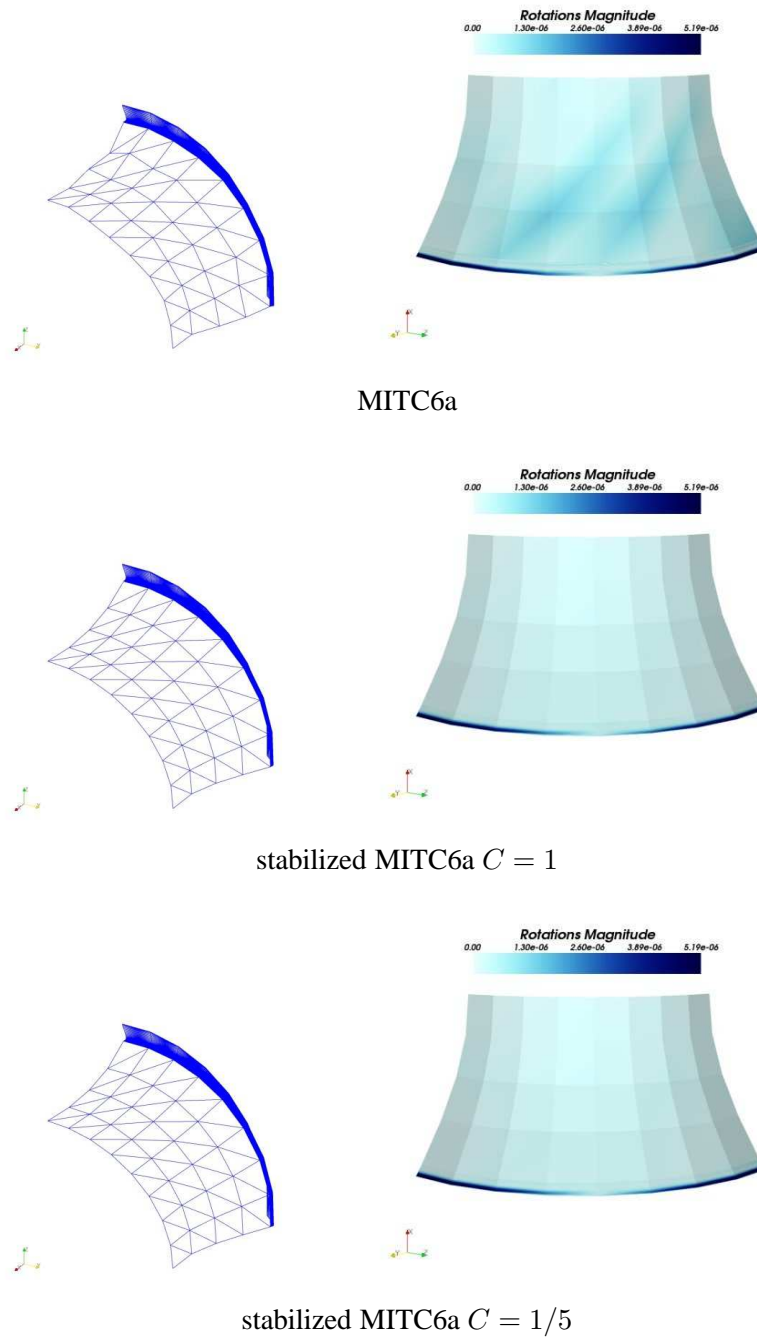 Rotations Magnitude
0.00 1.30e-06 2.60e-06 3.89e-06 5.19e-06
MITC6a
Rotations Magnitude
0.00 1.30e-06 2.60e-06 3.89e-06 5.19e-06
stabilized MITC6a C = 1
Rotations Magnitude
0.00 1.30e-06 2.60e-06 3.89e-06 5.19e-06
stabilized MITC6a C = 1/5